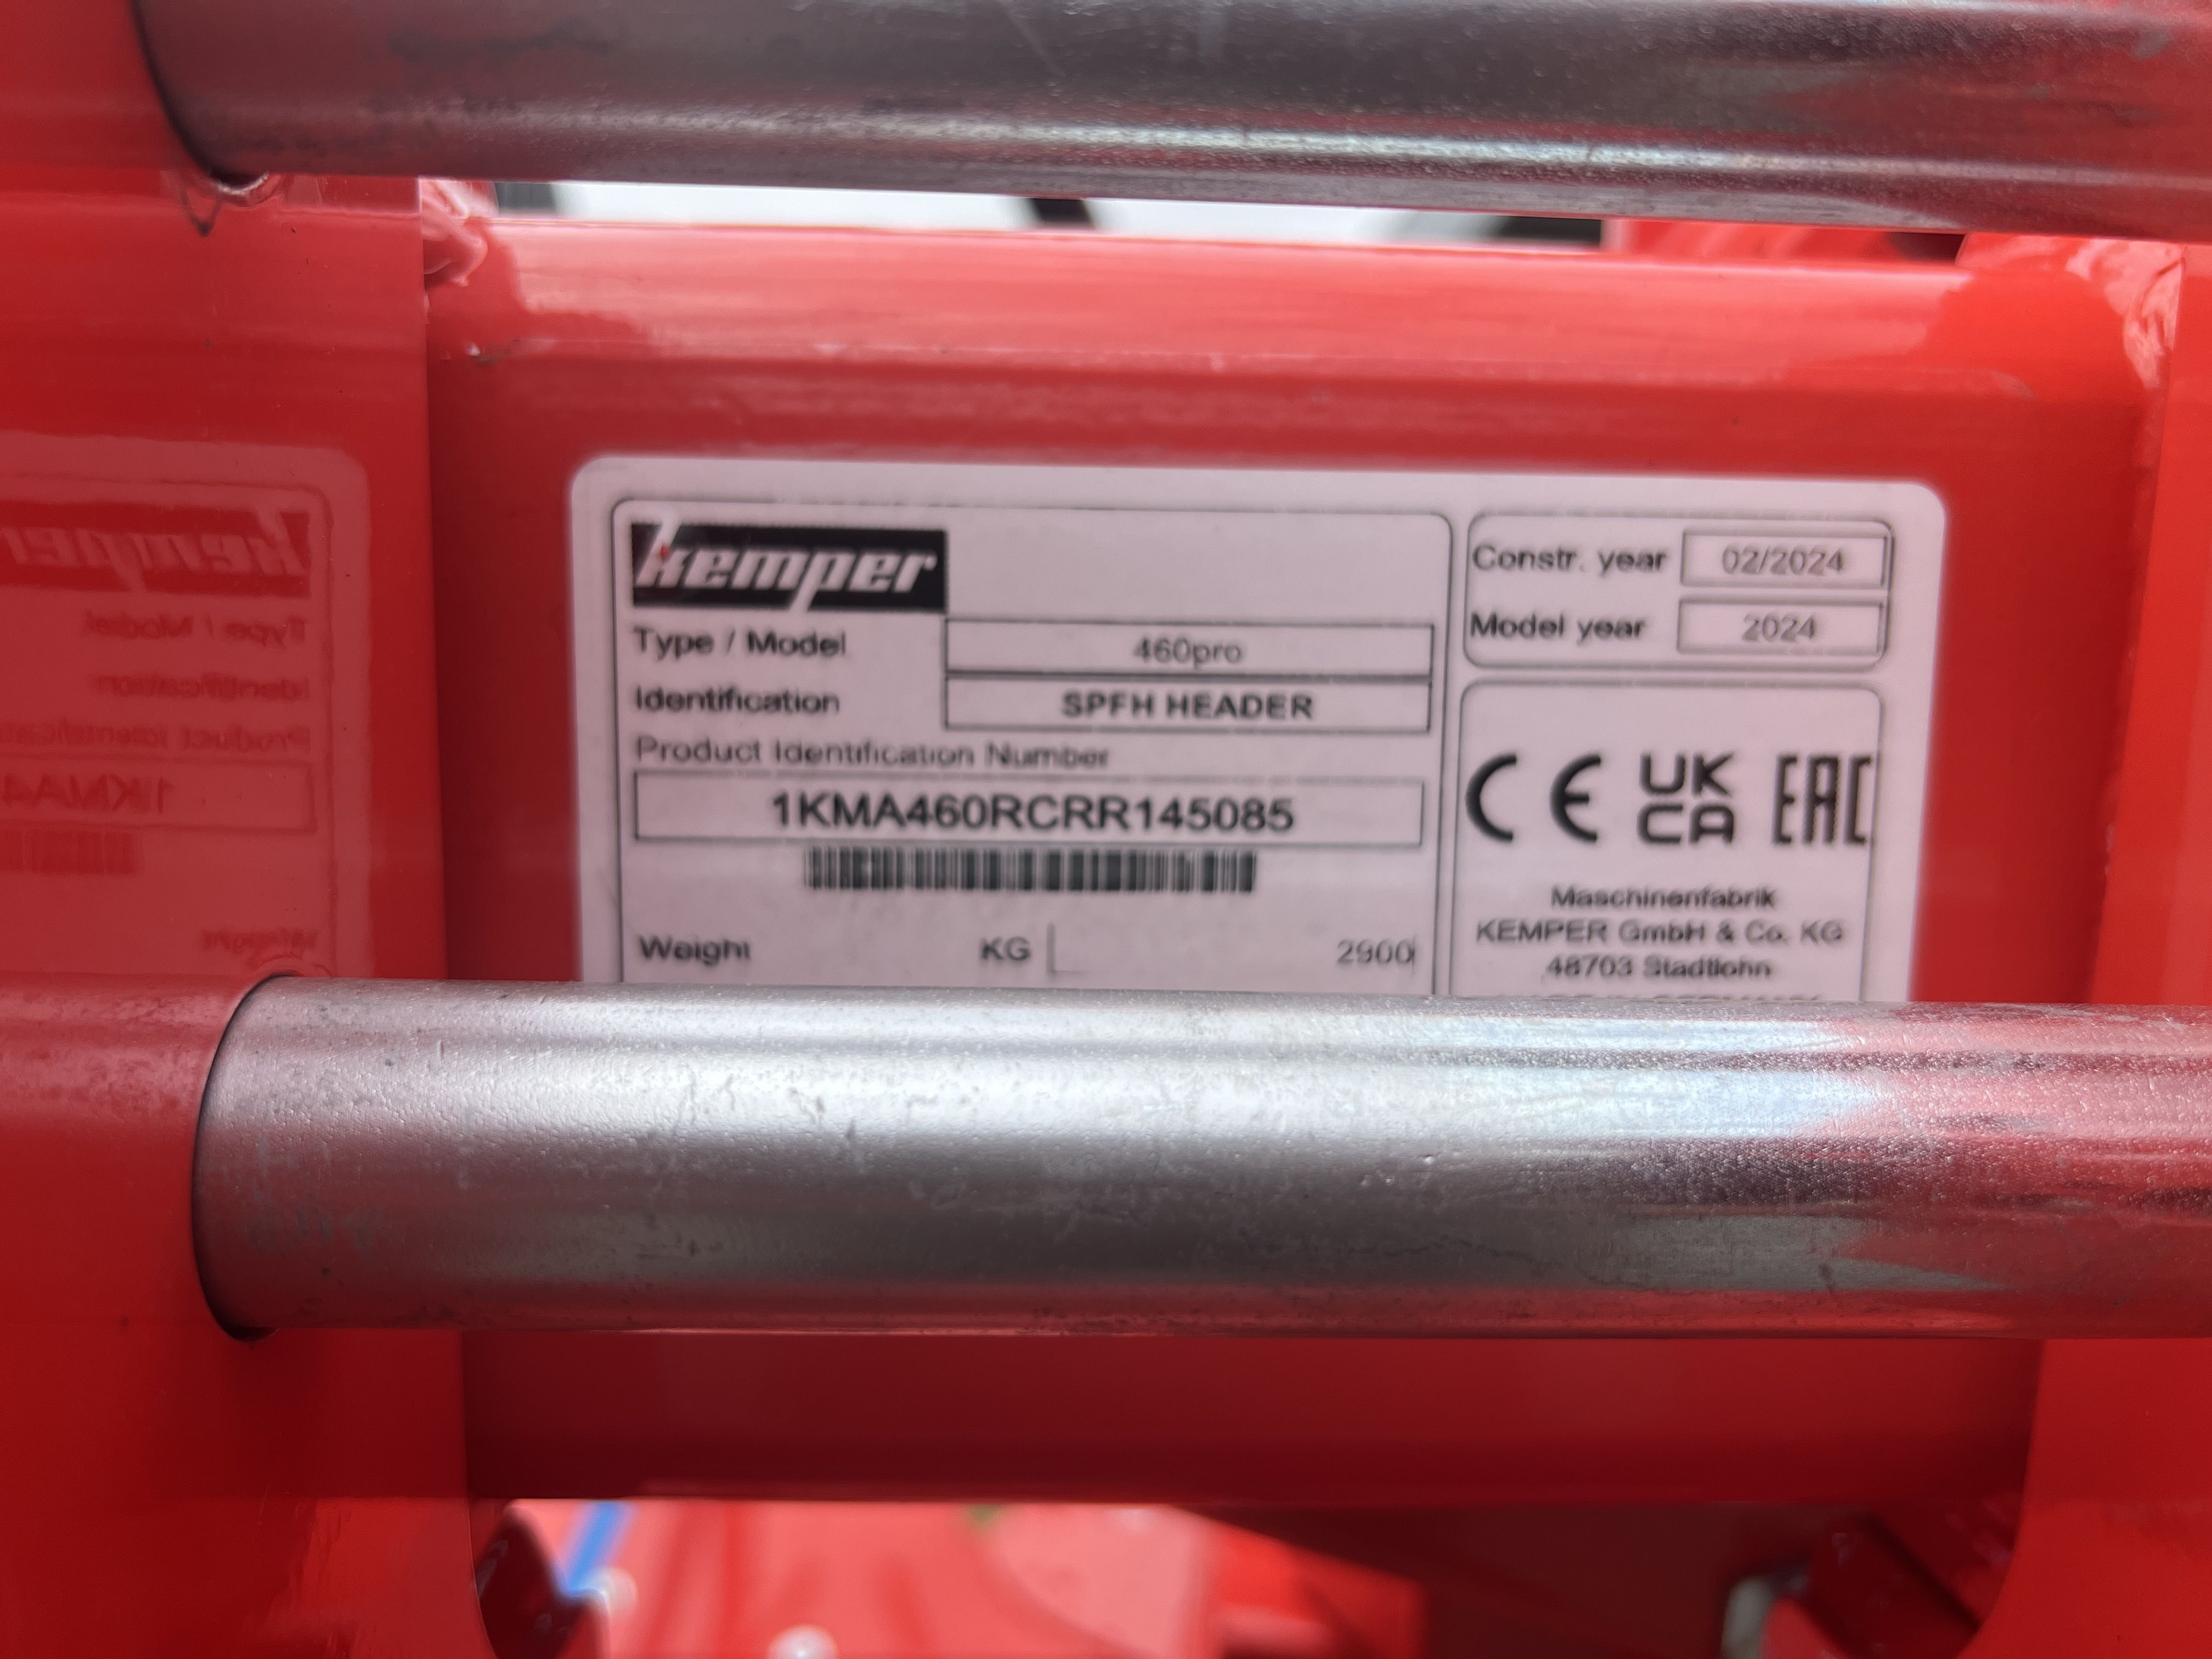 kemper
Type / Model 460pro
Identification SPFH HEADER
Product Identification Number
1KMA460RCRR145085
Weight KG 2900
Constr. year 02/2024
Model year 2024
CE UK CA EAC
Maschinenfabrik
KEMPER GmbH & Co. KG
48703 Stadtlohn